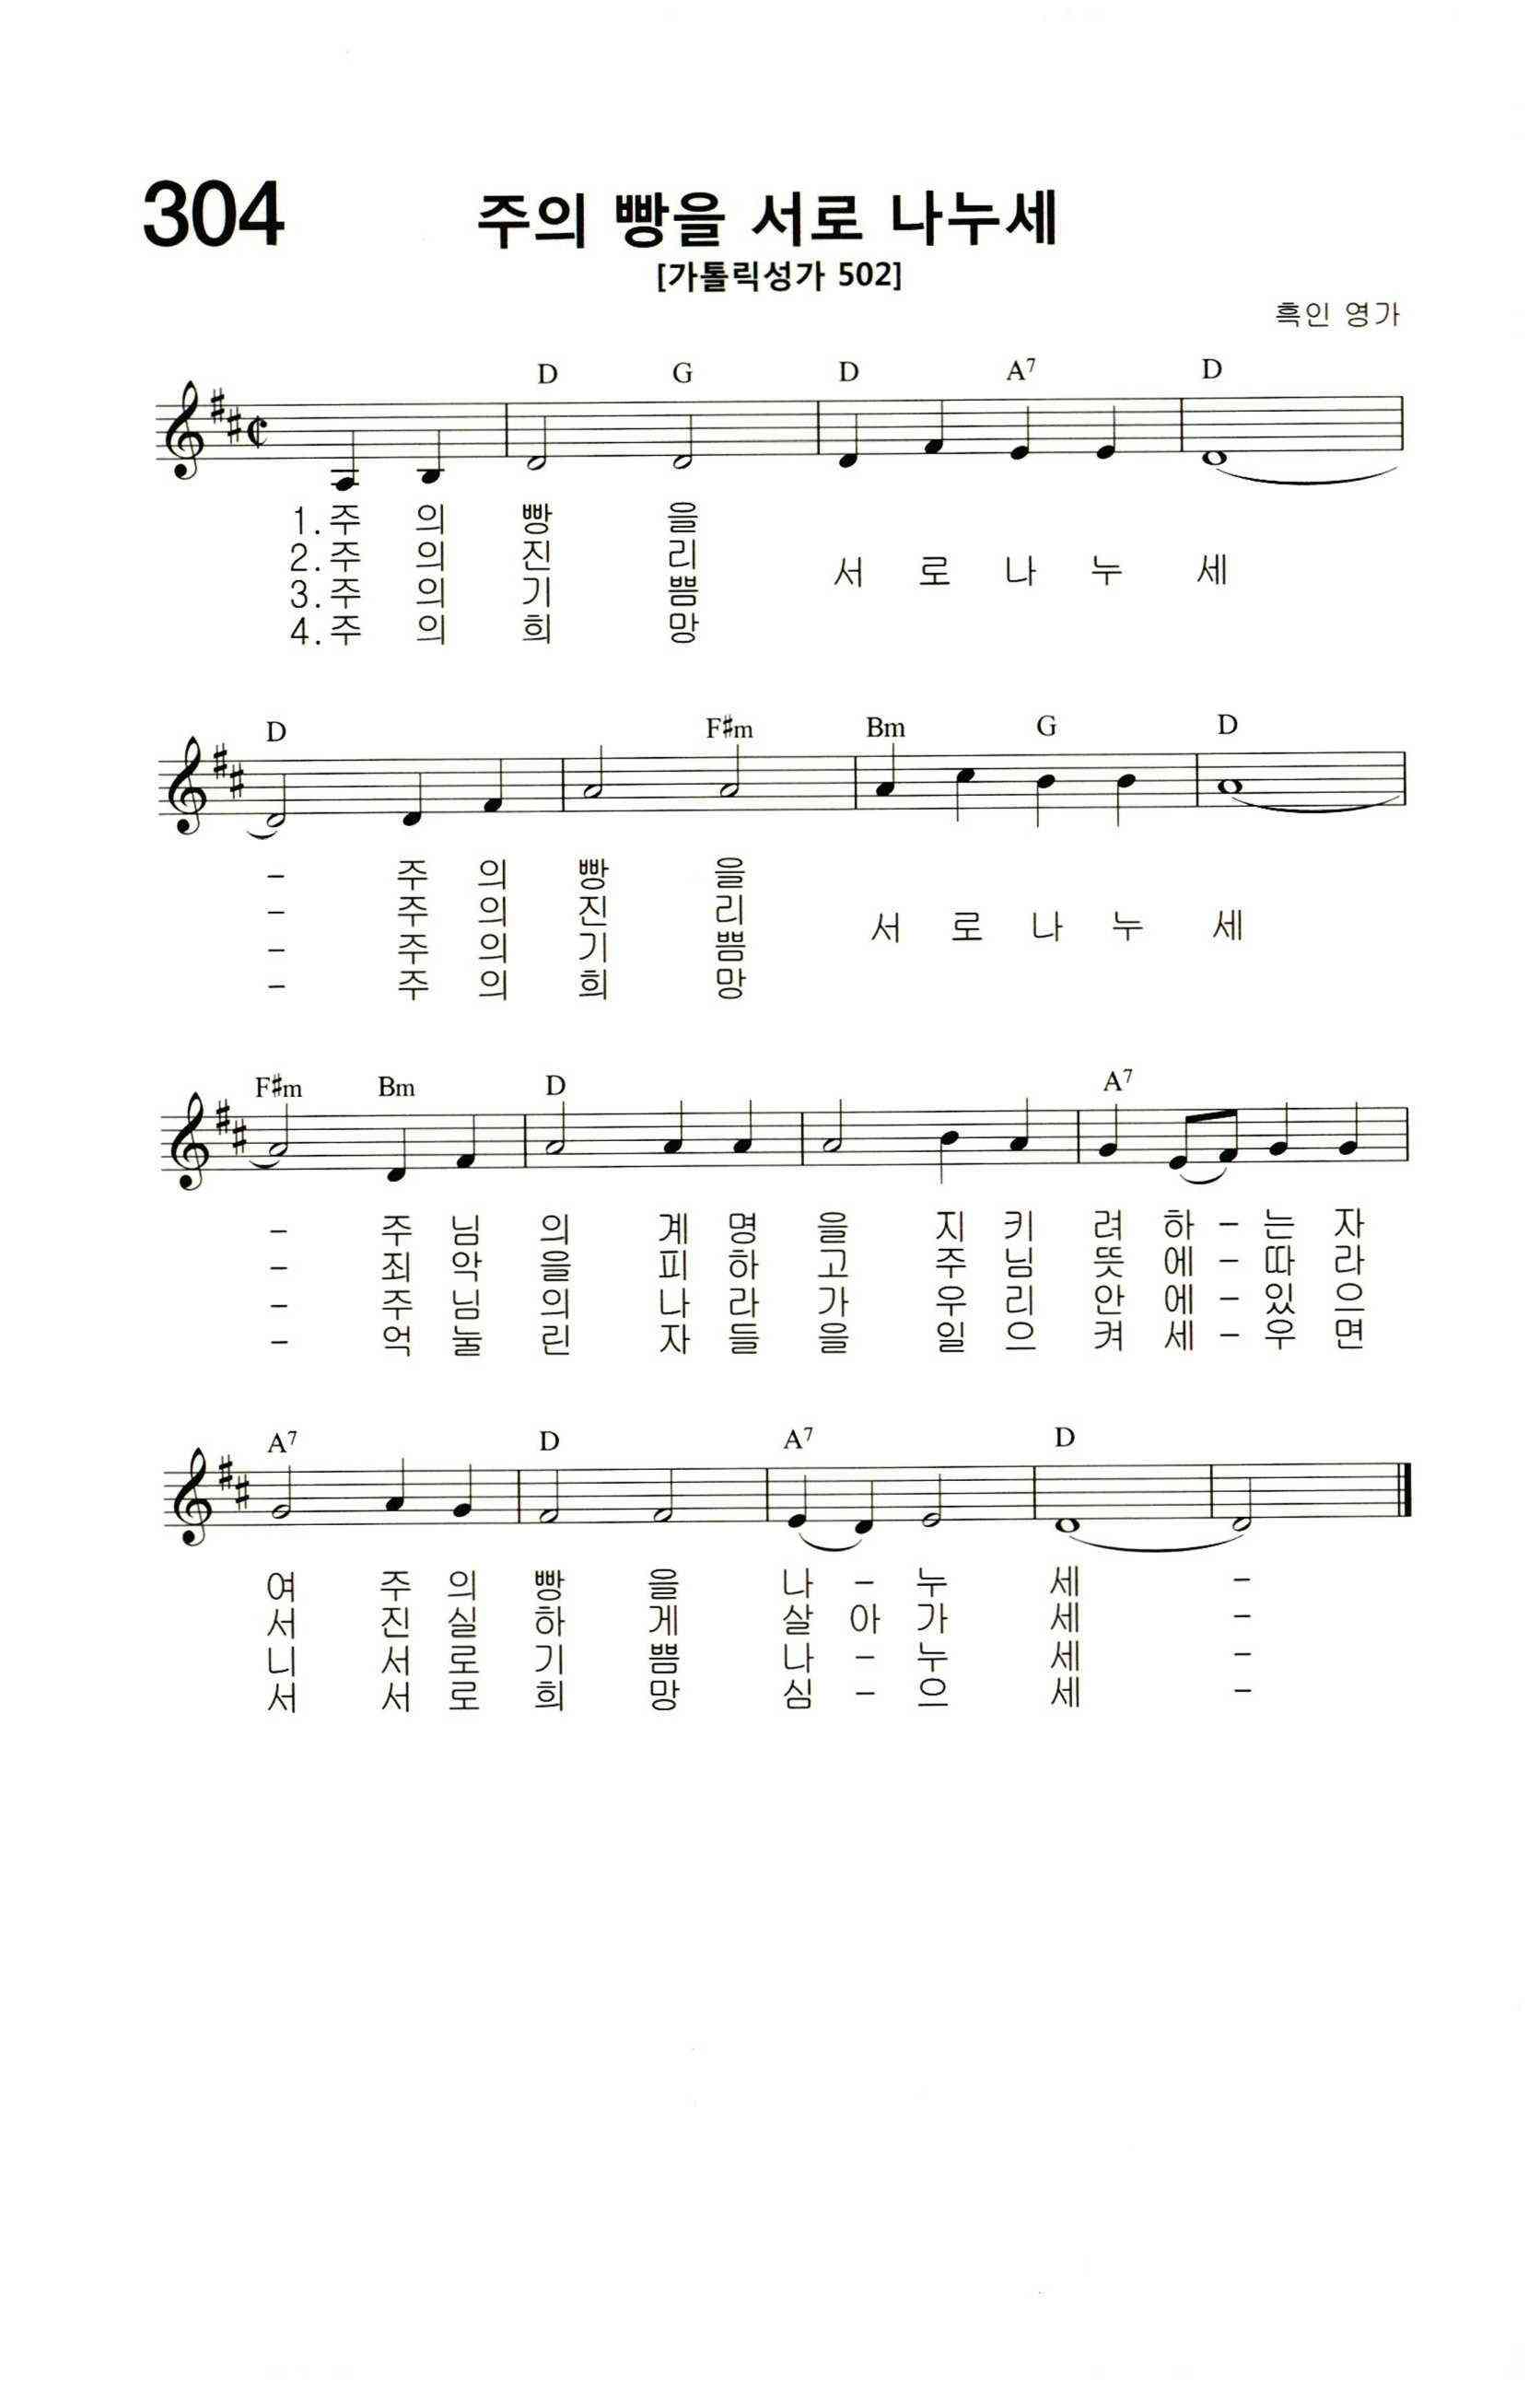 304
주의 빵을 서로 나누세
[가톨릭성가 502]
흑인 영가
D G D A7 D
1.주 의 빵 을
2.주 의 진 리
서 로 나 누 세
3.주 의 기 쁨
4.주 의 희 망
D F#m Bm G D
- 주 의 빵 을
- 주 의 진 리
서 로 나 누 세
- 주 의 기 쁨
- 주 의 희 망
F#m Bm D A7
- 주 님 의 계 명 을 지 키 려 하 - 는 자
- 죄 악 을 피 하 고 주 님 뜻 에 - 따 라
- 주 님 의 나 라 가 우 리 안 에 - 있 으
- 억 눌 린 자 들 을 일 으 켜 세 - 우 면
A7 D A7 D
여 주 의 빵 을 나 - 누 세 -
서 진 실 하 게 살 아 가 세 -
니 서 로 기 쁨 나 - 누 세 -
서 서 로 희 망 심 - 으 세 -